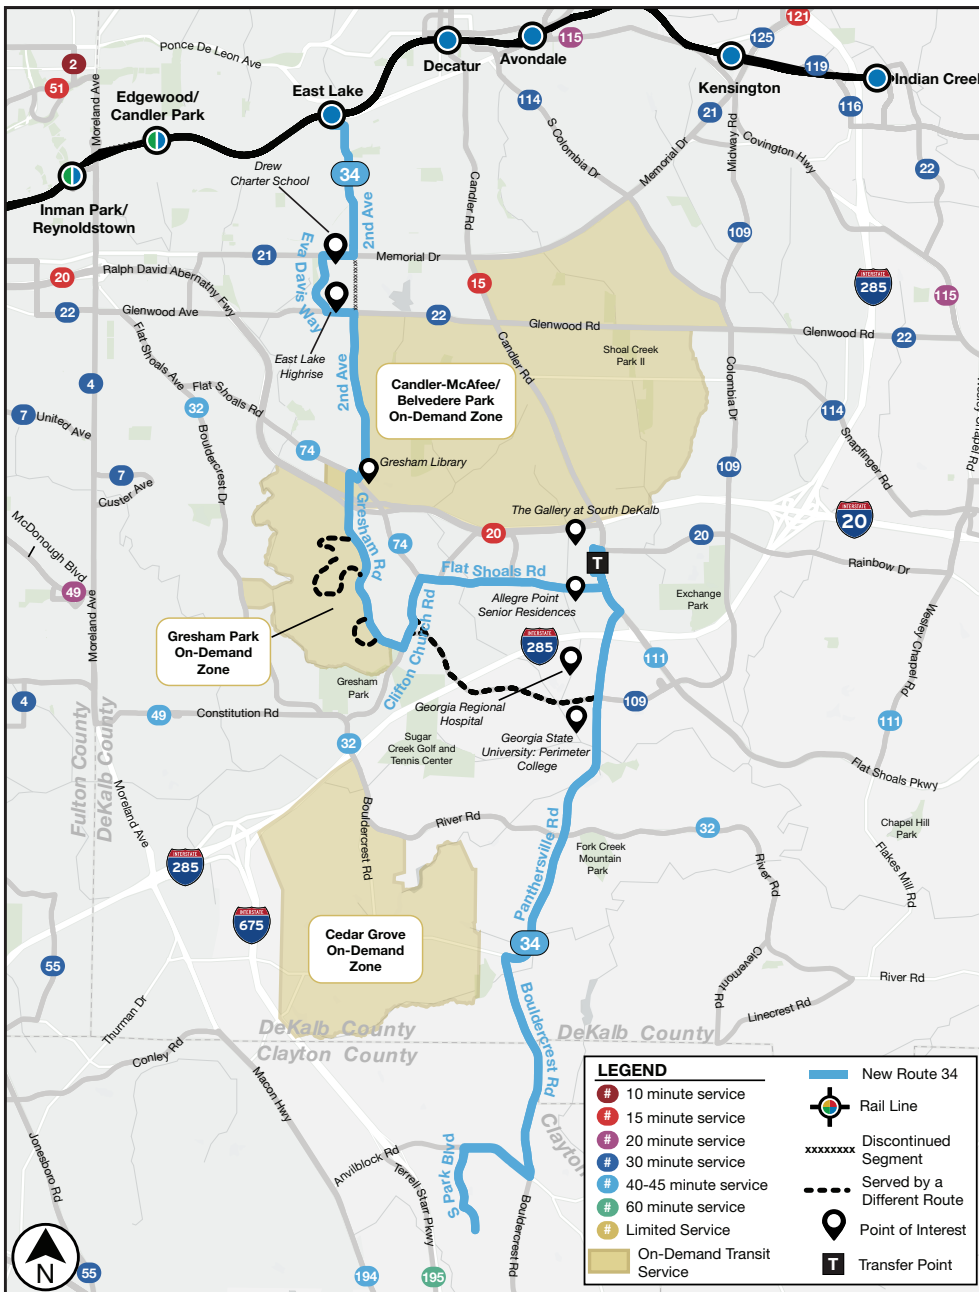 121
115
125
2
Ponce De Leon Ave
Decatur
Avondale
119
51
Moreland Ave
Edgewood/
Candler Park
East Lake
Kensington
Indian Creek
114
S Colombia Dr
21
Midway Rd
116
Covington Hwy
Memorial Dr
Drew
Charter School
34
Candler Rd
22
Inman Park/
Reynoldstown
2nd Ave
109
Eva Davis Way
21
Memorial Dr
20
Ralph David Abernathy Fwy
15
INTERSTATE
285
115
22
Glenwood Ave
22
Glenwood Rd
Glenwood Rd
22
Flat Shoals Ave
East Lake
Highrise
2nd Ave
Candler Rd
Shoal Creek
Park II
Colombia Dr
4
Flat Shoals Rd
Candler-McAfee/
Belvedere Park
On-Demand Zone
32
7
United Ave
114
Snapfinger Rd
Wesley Chapel Rd
Bouldercrest Dr
74
Gresham Library
109
7
Custer Ave
Gresham Rd
The Gallery at South DeKalb
INTERSTATE
20
McDonough Blvd
74
20
20
T
Rainbow Dr
Flat Shoals Rd
49
Moreland Ave
Allegre Point
Senior Residences
Exchange
Park
Wesley Chapel Rd
Gresham Park
On-Demand
Zone
Clifton Church Rd
INTERSTATE
285
111
Gresham
Park
4
49
Constitution Rd
Georgia Regional
Hospital
109
111
32
Sugar
Creek Golf and
Tennis Center
Georgia State
University: Perimeter
College
Flat Shoals Pkwy
Fulton County
DeKalb County
Moreland Ave
Bouldercrest Rd
River Rd
32
Chapel Hill
Park
INTERSTATE
285
Panthersville Rd
Fork Creek
Mountain
Park
River Rd
Flakes Mill Rd
INTERSTATE
675
Cedar Grove
On-Demand
Zone
34
55
Clevemont Rd
River Rd
Bouldercrest Rd
Linecrest Rd
Thurman Dr
DeKalb County
Clayton County
DeKalb County
Conley Rd
Macon Hwy
Clayton
Jonesboro Rd
Anvilblock Rd
S Park Blvd
Terrell Starr Pkwy
Bouldercrest Rd
N
55
194
195
LEGEND
# 10 minute service
# 15 minute service
# 20 minute service
# 30 minute service
# 40-45 minute service
# 60 minute service
# Limited Service
On-Demand Transit
Service
New Route 34
Rail Line
xxxxxxxx Discontinued
Segment
Served by a
Different Route
Point of Interest
T Transfer Point